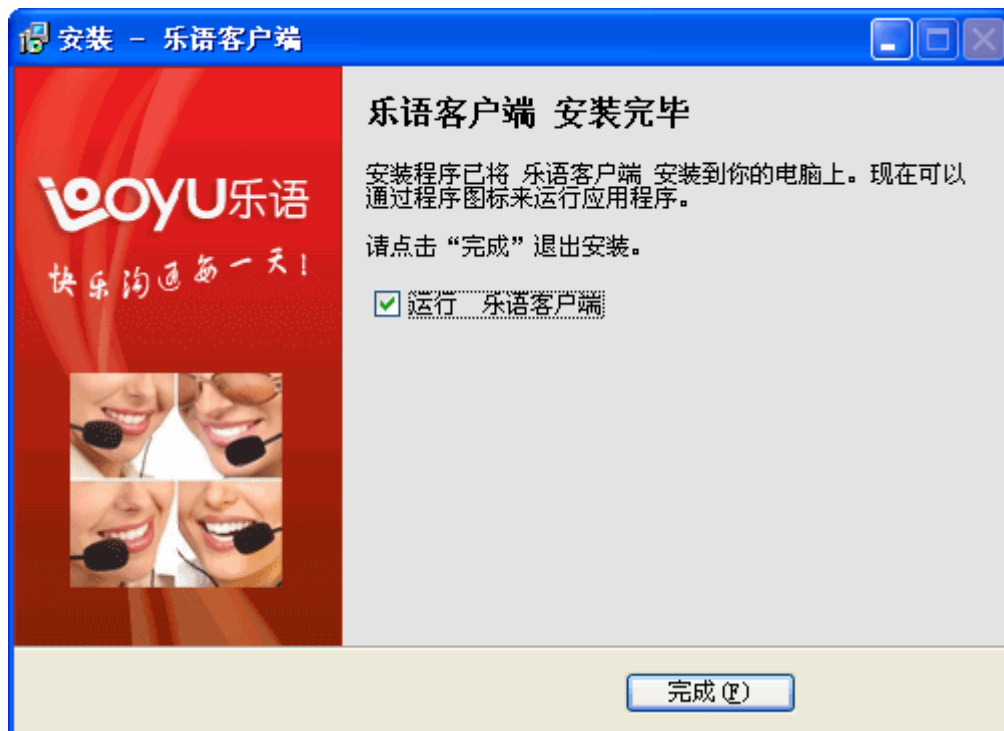 安装 - 乐语客户端
乐语客户端 安装完毕
安装程序已将 乐语客户端 安装到你的电脑上。现在可以
通过程序图标来运行应用程序。
请点击“完成”退出安装。
运行 乐语客户端
LOOYU乐语
快乐沟通每一天!
完成(F)